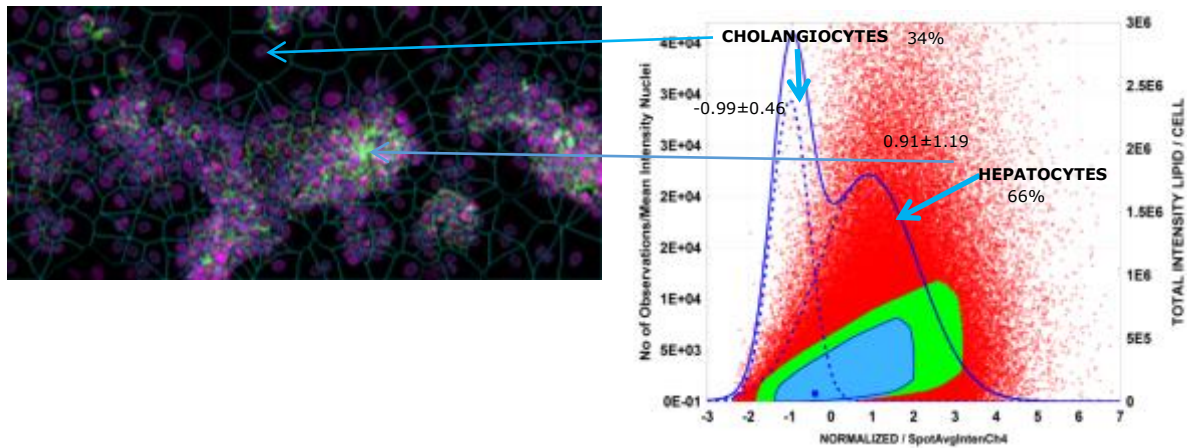 CHOLANGIOCYTES 34%
-0.99±0.46
0.91±1.19
HEPATOCYTES
66%
No of Observations/Mean Intensity Nuclei
4E+04
3E+04
3E+04
2E+04
2E+04
1E+04
5E+03
0E-01
3E6
2.5E6
2E6
1.5E6
1E6
5E5
0
TOTAL INTENSITY LIPID / CELL
-3 -2 -1 0 1 2 3 4 5 6 7
NORMALIZED / SpotAvgIntenCh4